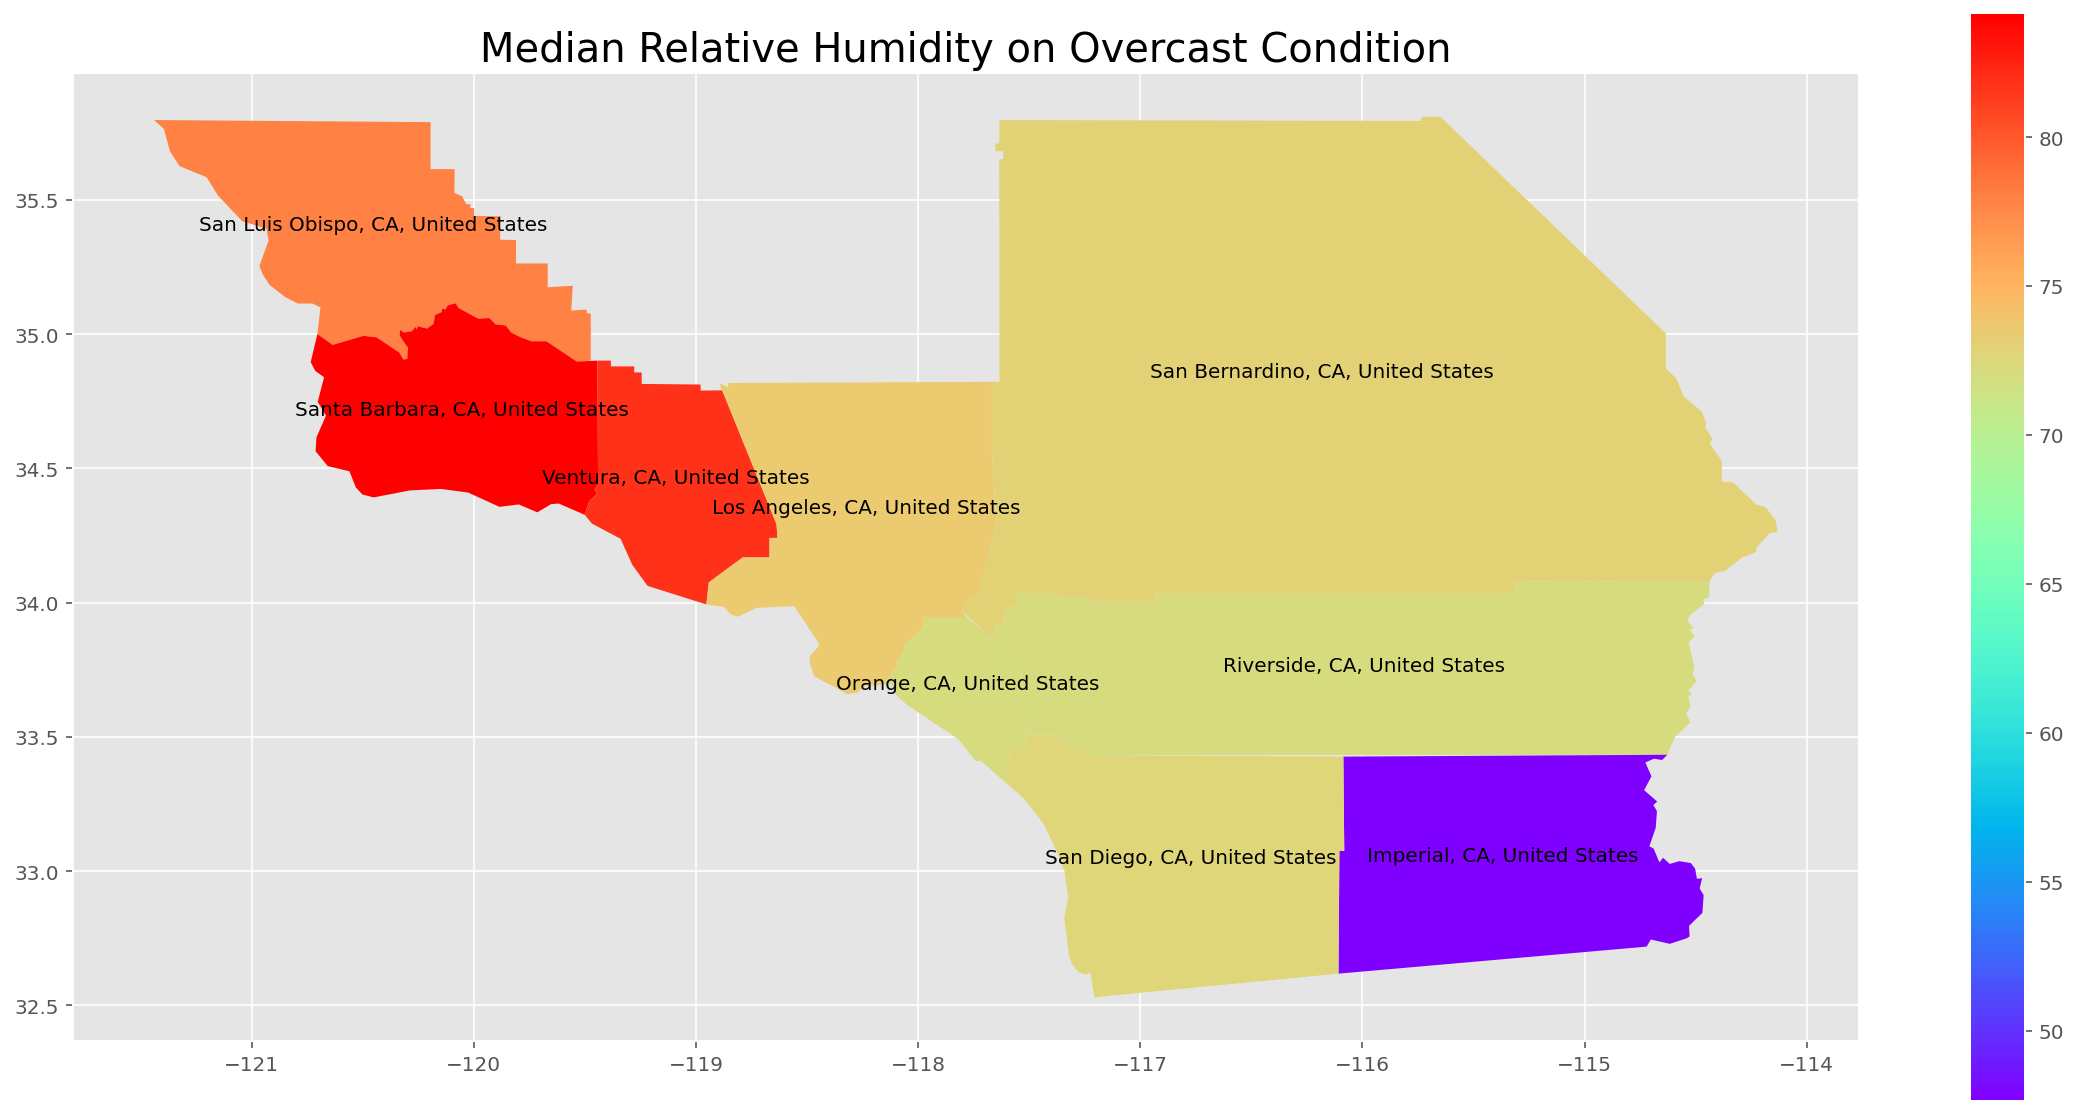 Median Relative Humidity on Overcast Condition
80
75
70
65
60
55
50
35.5
35.0
34.5
34.0
33.5
33.0
32.5
San Luis Obispo, CA, United States
San Bernardino, CA, United States
Santa Barbara, CA, United States
Ventura, CA, United States
Los Angeles, CA, United States
Riverside, CA, United States
Orange, CA, United States
San Diego, CA, United States
Imperial, CA, United States
−121
−120
−119
−118
−117
−116
−115
−114